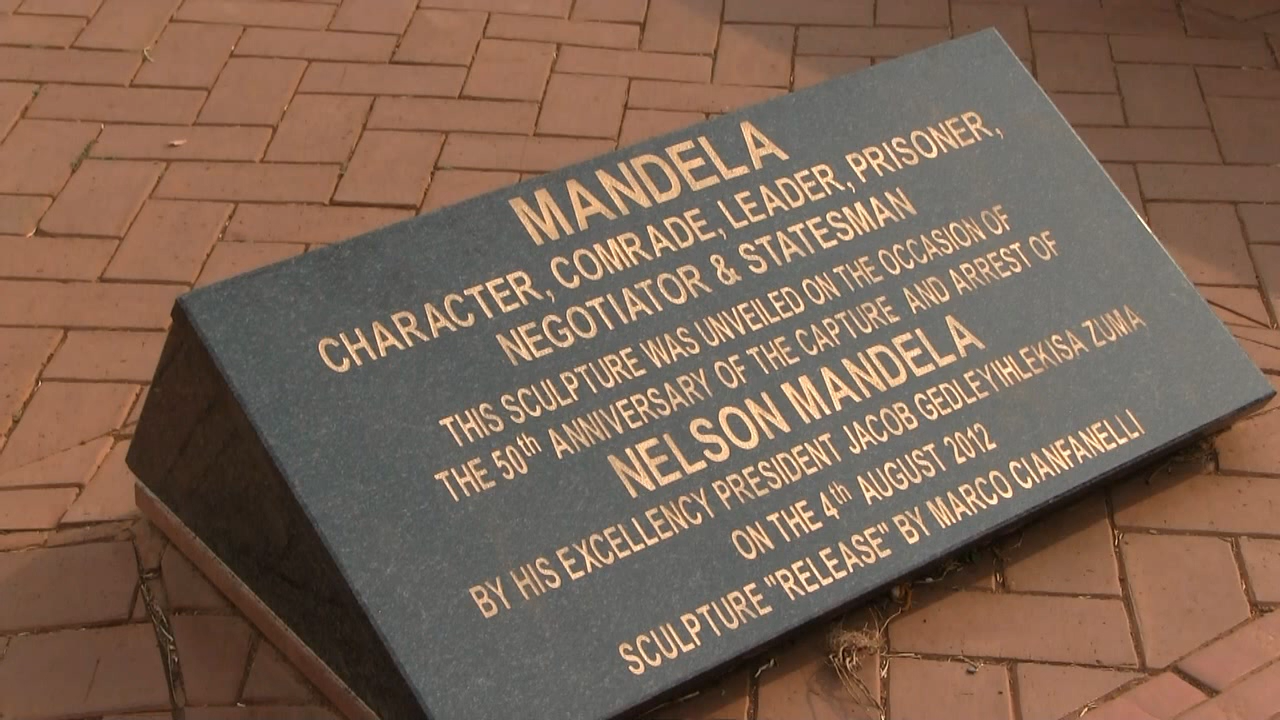 MANDELA
CHARACTER, COMRADE, LEADER, PRISONER,
NEGOTIATOR & STATESMAN
THIS SCULPTURE WAS UNVEILED ON THE OCCASION OF
THE 50th ANNIVERSARY OF THE CAPTURE AND ARREST OF
NELSON MANDELA
BY HIS EXCELLENCY PRESIDENT JACOB GEDLEYIHLEKISA ZUMA
ON THE 4th AUGUST 2012
SCULPTURE "RELEASE" BY MARCO CIANFANELLI